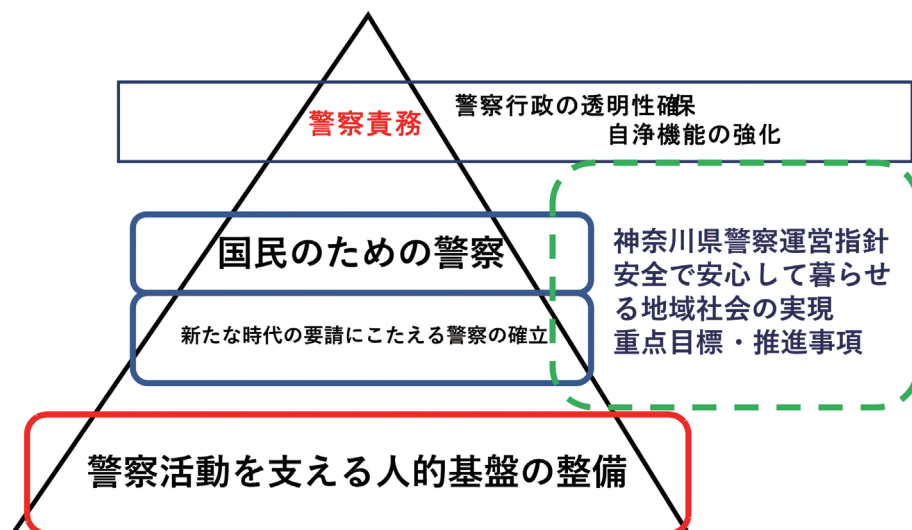 警察責務
警察行政の透明性確保
自浄機能の強化
国民のための警察
新たな時代の要請にこたえる警察の確立
神奈川県警察運営指針
安全で安心して暮らせ
る地域社会の実現
重点目標・推進事項
警察活動を支える人的基盤の整備